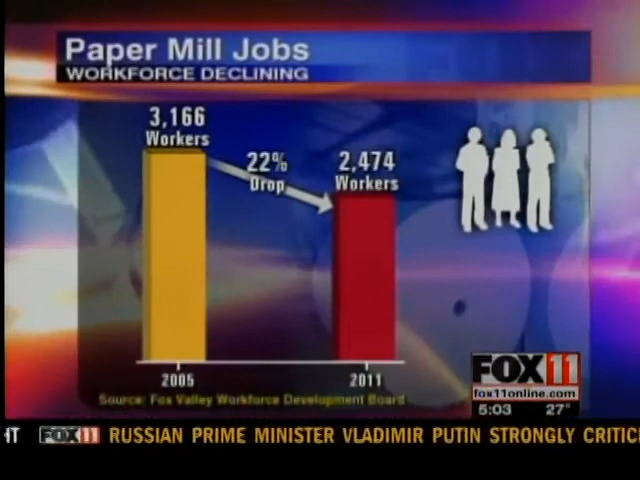 Paper Mill Jobs
WORKFORCE DECLINING
3,166
Workers
22%
Drop
2,474
Workers
2005
2011
Source: Fox Valley Workforce Development Board
FOX 11
fox11online.com
5:03 27°
FOX 11 RUSSIAN PRIME MINISTER VLADIMIR PUTIN STRONGLY